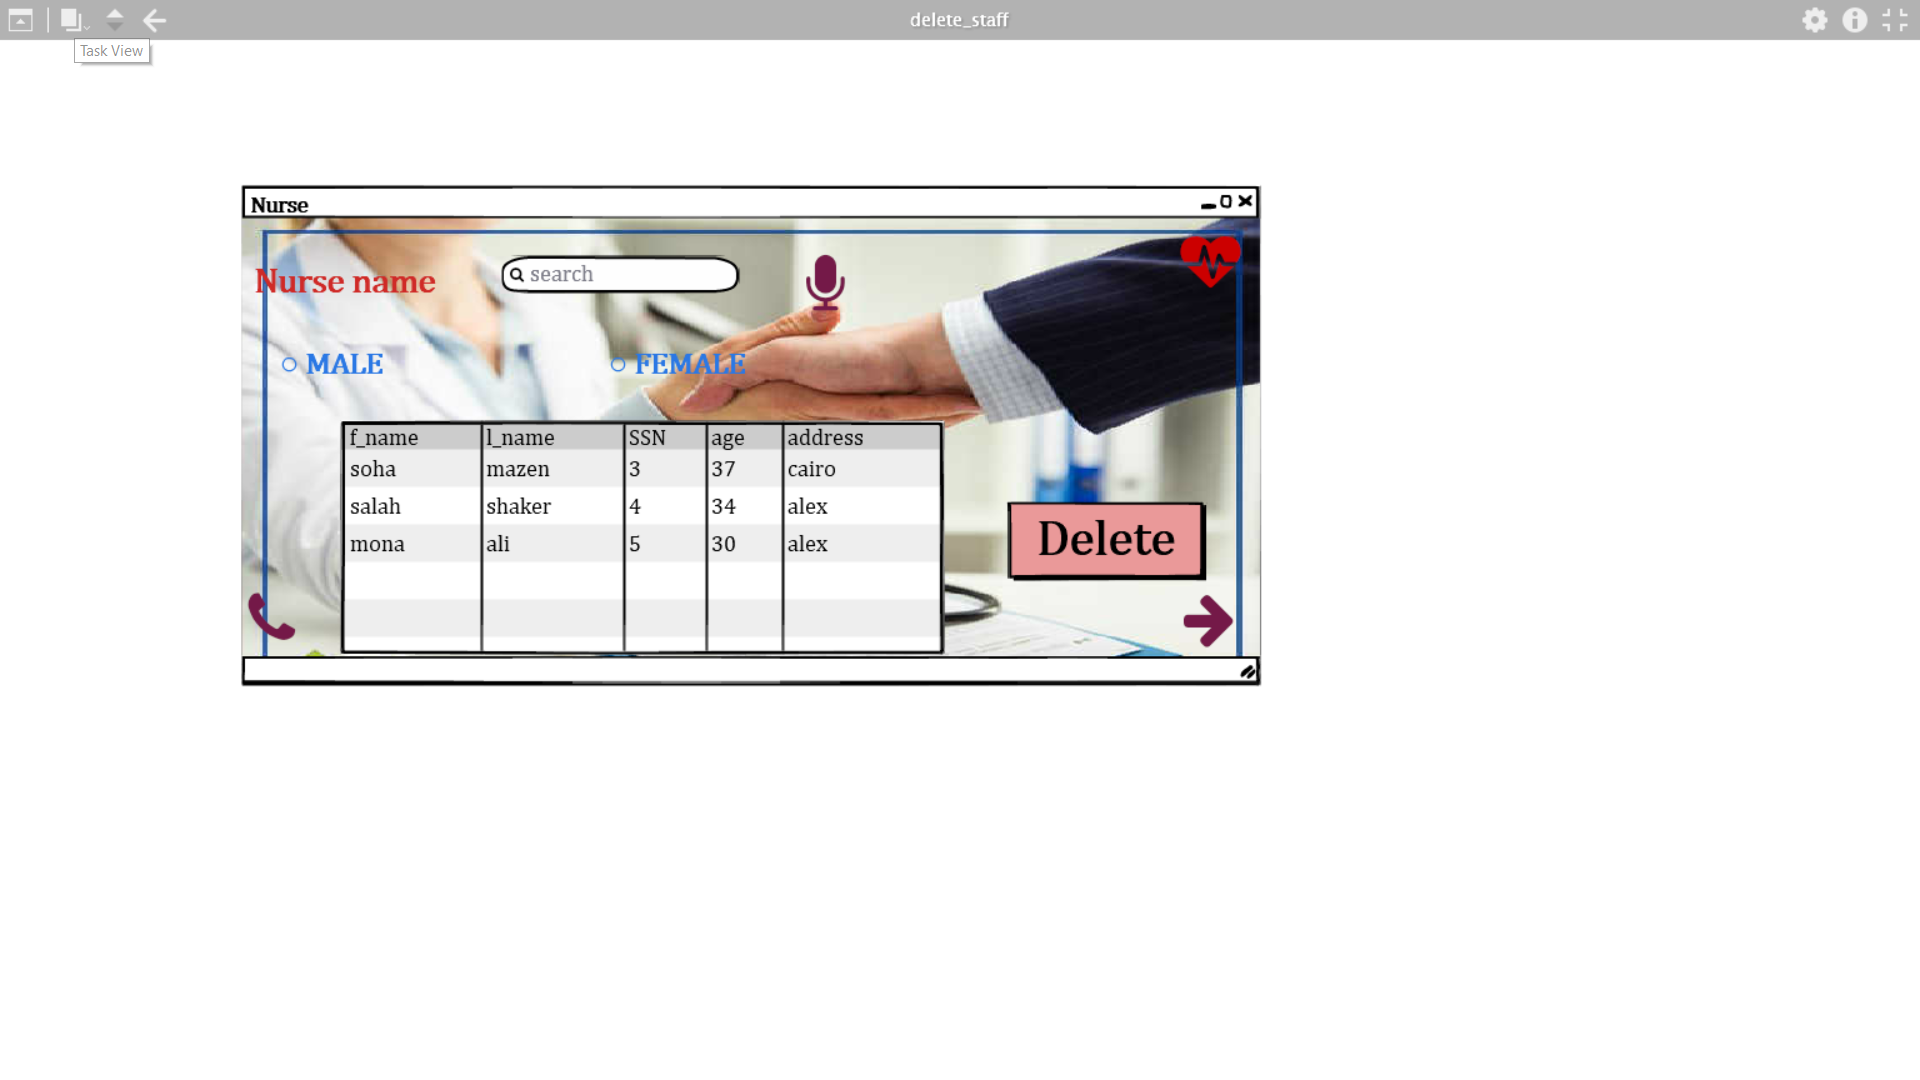 delete_staff
Task View
Nurse
Nurse name
search
MALE FEMALE
f_name l_name SSN age address
soha mazen 3 37 cairo
salah shaker 4 34 alex
mona ali 5 30 alex
Delete